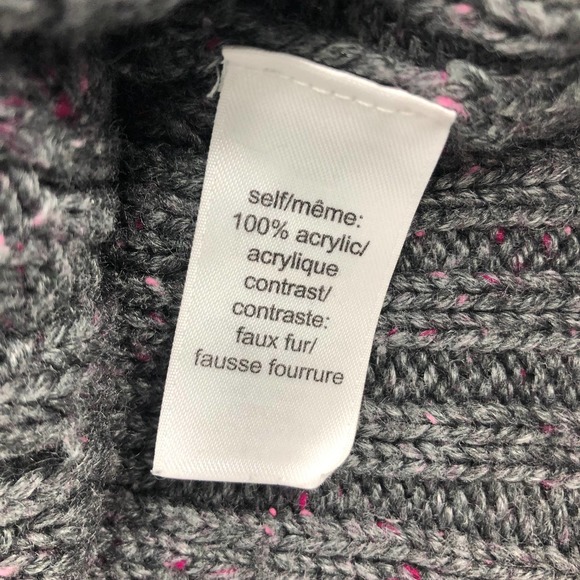 self/même:
100% acrylic/
acrylique
contrast/
contraste:
faux fur/
fausse fourrure